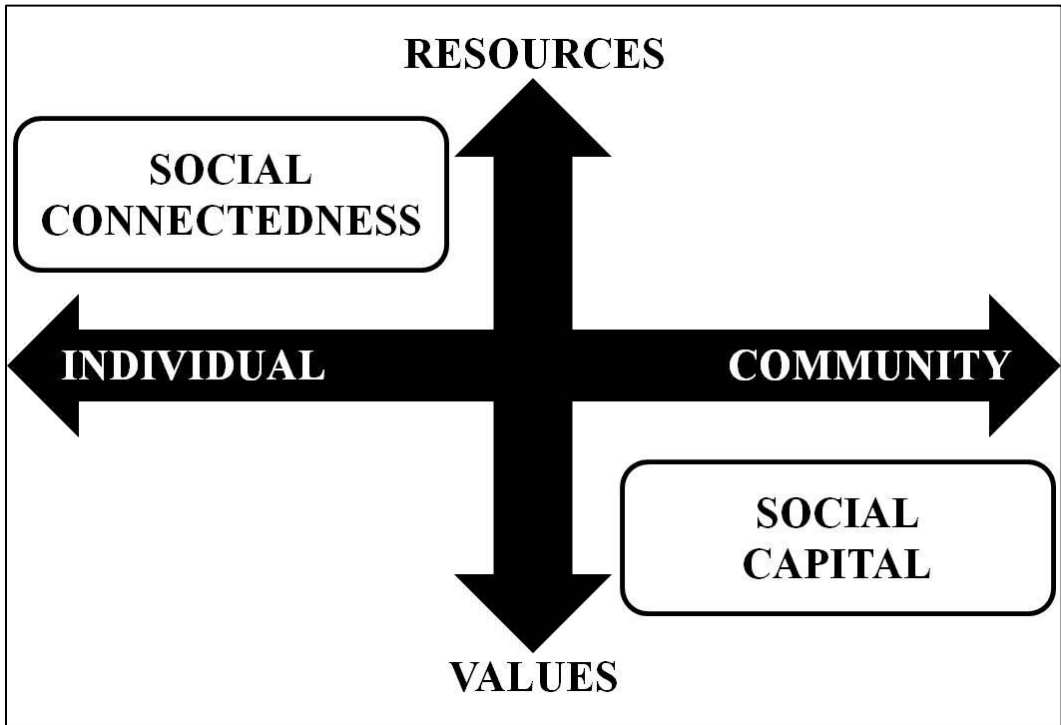 RESOURCES
SOCIAL
CONNECTEDNESS
INDIVIDUAL
COMMUNITY
SOCIAL
CAPITAL
VALUES